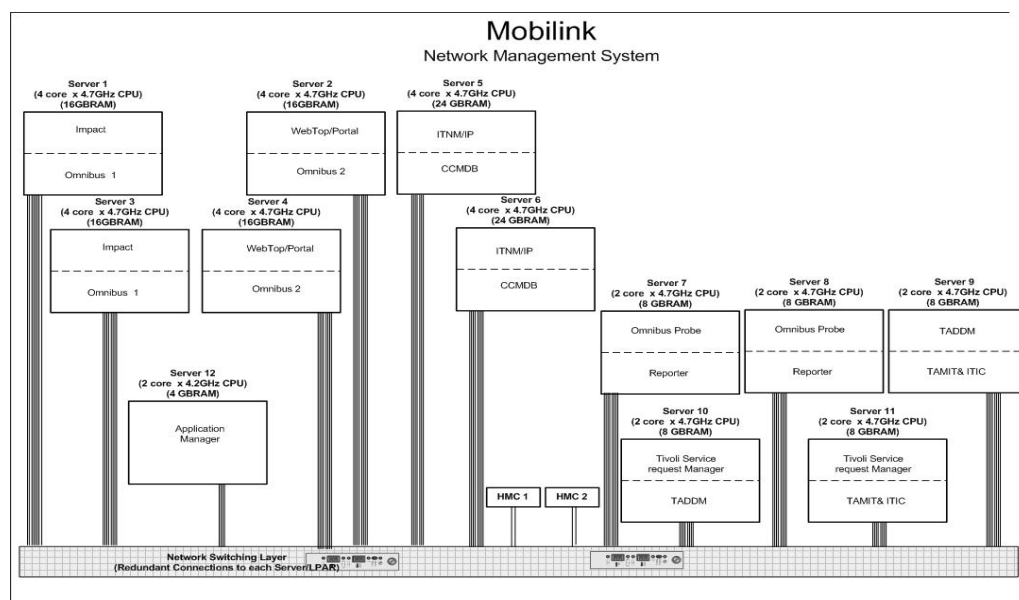 Mobilink
Network Management System
Server 1
(4 core x 4.7GHz CPU)
(16GBRAM)
Impact
Omnibus 1
Server 2
(4 core x 4.7GHz CPU)
(16GBRAM)
WebTop/Portal
Omnibus 2
Server 5
(4 core x 4.7GHz CPU)
(24 GBRAM)
ITNM/IP
CCMDB
Server 3
(4 core x 4.7GHz CPU)
(16GBRAM)
Impact
Omnibus 1
Server 4
(4 core x 4.7GHz CPU)
(16GBRAM)
WebTop/Portal
Omnibus 2
Server 6
(4 core x 4.7GHz CPU)
(24 GBRAM)
ITNM/IP
CCMDB
Server 7
(2 core x 4.7GHz CPU)
(8 GBRAM)
Omnibus Probe
Reporter
Server 8
(2 core x 4.7GHz CPU)
(8 GBRAM)
Omnibus Probe
Reporter
Server 9
(2 core x 4.7GHz CPU)
(8 GBRAM)
TADDM
TAMIT& ITIC
Server 12
(2 core x 4.2GHz CPU)
(4 GBRAM)
Application
Manager
Server 10
(2 core x 4.7GHz CPU)
(8 GBRAM)
Tivoli Service
request Manager
TADDM
Server 11
(2 core x 4.7GHz CPU)
(8 GBRAM)
Tivoli Service
request Manager
TAMIT& ITIC
HMC 1
HMC 2
Network Switching Layer
(Redundant Connections to each Server/LPAR)